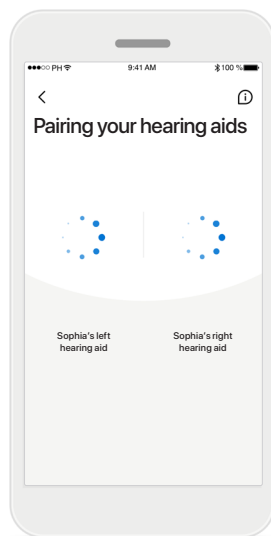 ●●●○○ PH 9:41 AM 100 %
Pairing your hearing aids
Sophia's left
hearing aid
Sophia's right
hearing aid